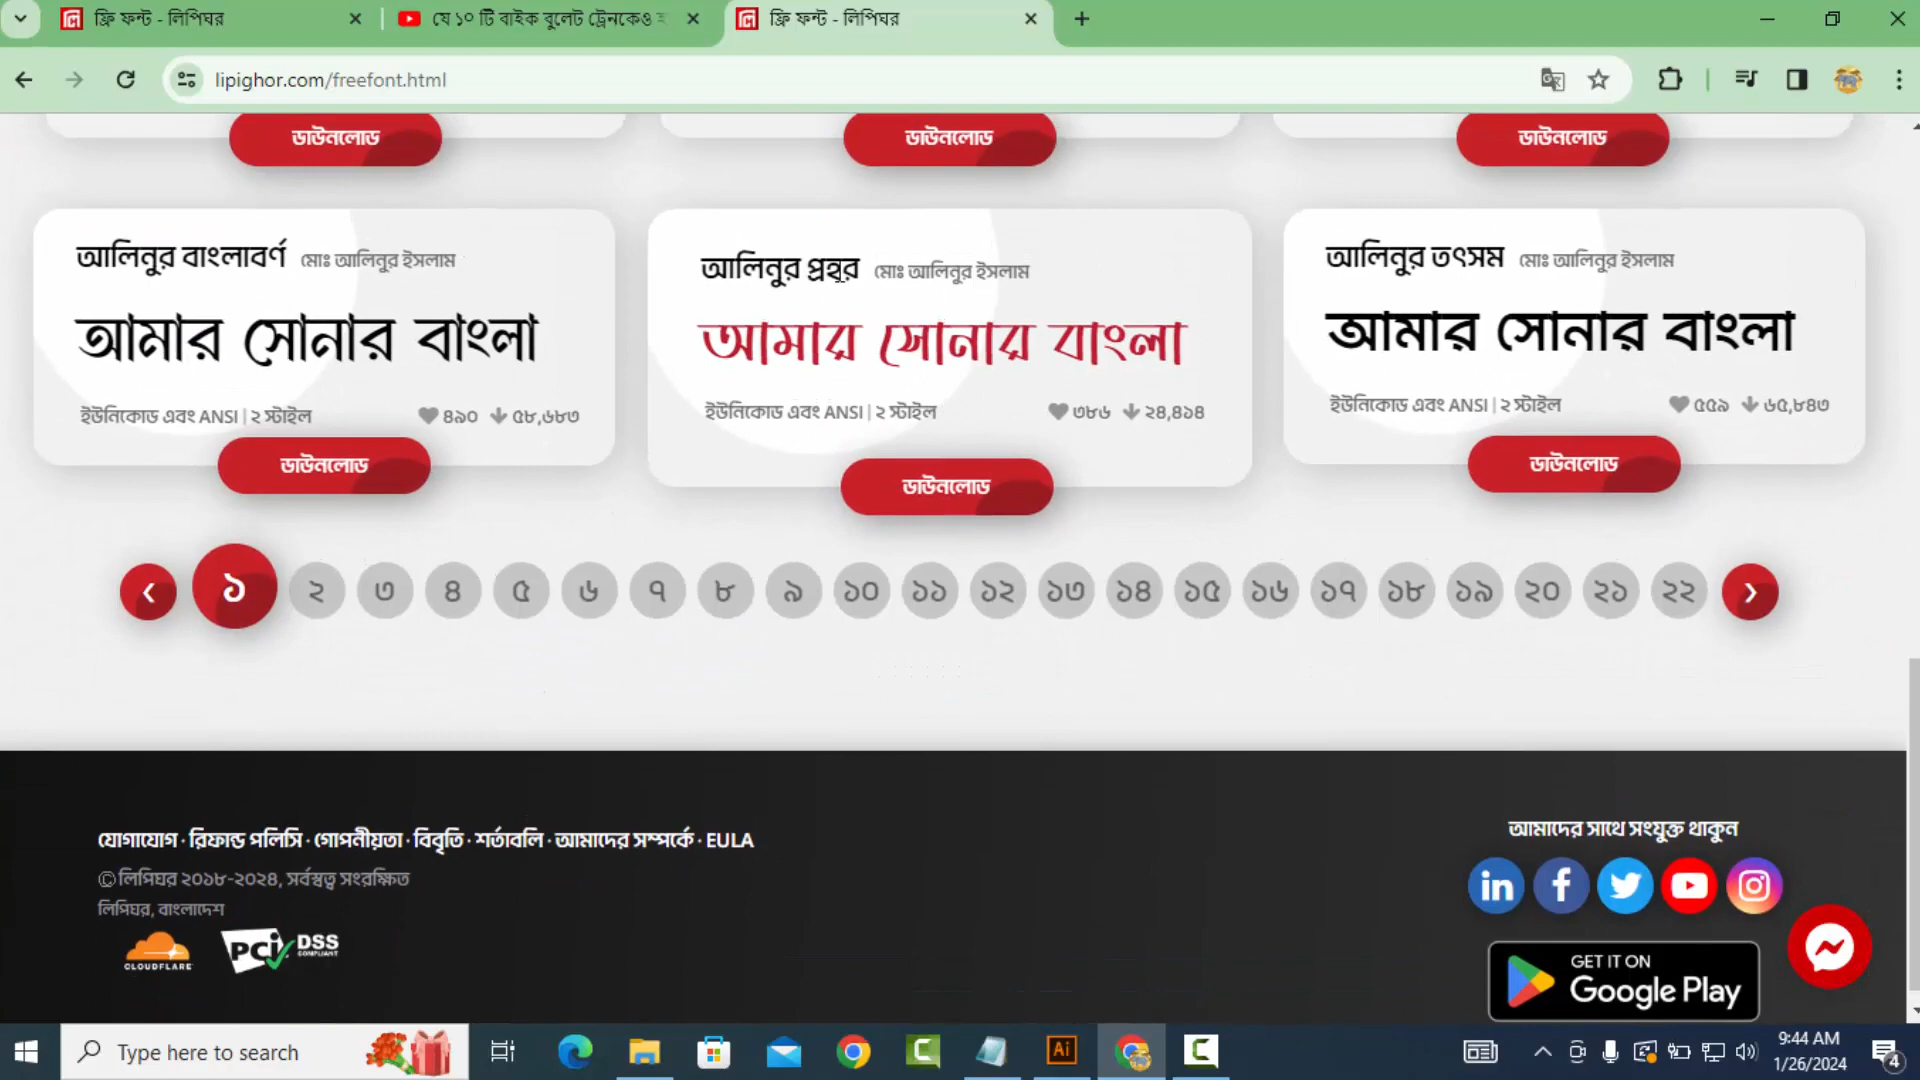 ফ্রি ফন্ট - লিপিঘর
যে ১০ টি বাইক বুলেট ট্রেনকেও
ফ্রি ফন্ট - লিপিঘর
lipighor.com/freefont.html
ডাউনলোড
ডাউনলোড
ডাউনলোড
আলিনুর বাংলাবর্ণ মোঃ আলিনুর ইসলাম
আমার সোনার বাংলা
ইউনিকোড এবং ANSI | ২ স্টাইল ৪৯০ ৫৮,৬৮৩
ডাউনলোড
আলিনুর প্রহর মোঃ আলিনুর ইসলাম
আমার সোনার বাংলা
ইউনিকোড এবং ANSI | ২ স্টাইল ৩৮৬ ২৪,৪১৪
ডাউনলোড
আলিনুর তৎসম মোঃ আলিনুর ইসলাম
আমার সোনার বাংলা
ইউনিকোড এবং ANSI | ২ স্টাইল ৫৫৯ ৬৫,৮৪৩
ডাউনলোড
‹ ১ ২ ৩ ৪ ৫ ৬ ৭ ৮ ৯ ১০ ১১ ১২ ১৩ ১৪ ১৫ ১৬ ১৭ ১৮ ১৯ ২০ ২১ ২২ ›
যোগাযোগ · রিফান্ড পলিসি · গোপনীয়তা · বিবৃতি · শর্তাবলি · আমাদের সম্পর্কে · EULA
© লিপিঘর ২০১৮-২০২৪, সর্বস্বত্ব সংরক্ষিত
লিপিঘর, বাংলাদেশ
CLOUDFLARE
PCI DSS
COMPLIANT
আমাদের সাথে সংযুক্ত থাকুন
GET IT ON
Google Play
Type here to search
Ai
9:44 AM
1/26/2024
4